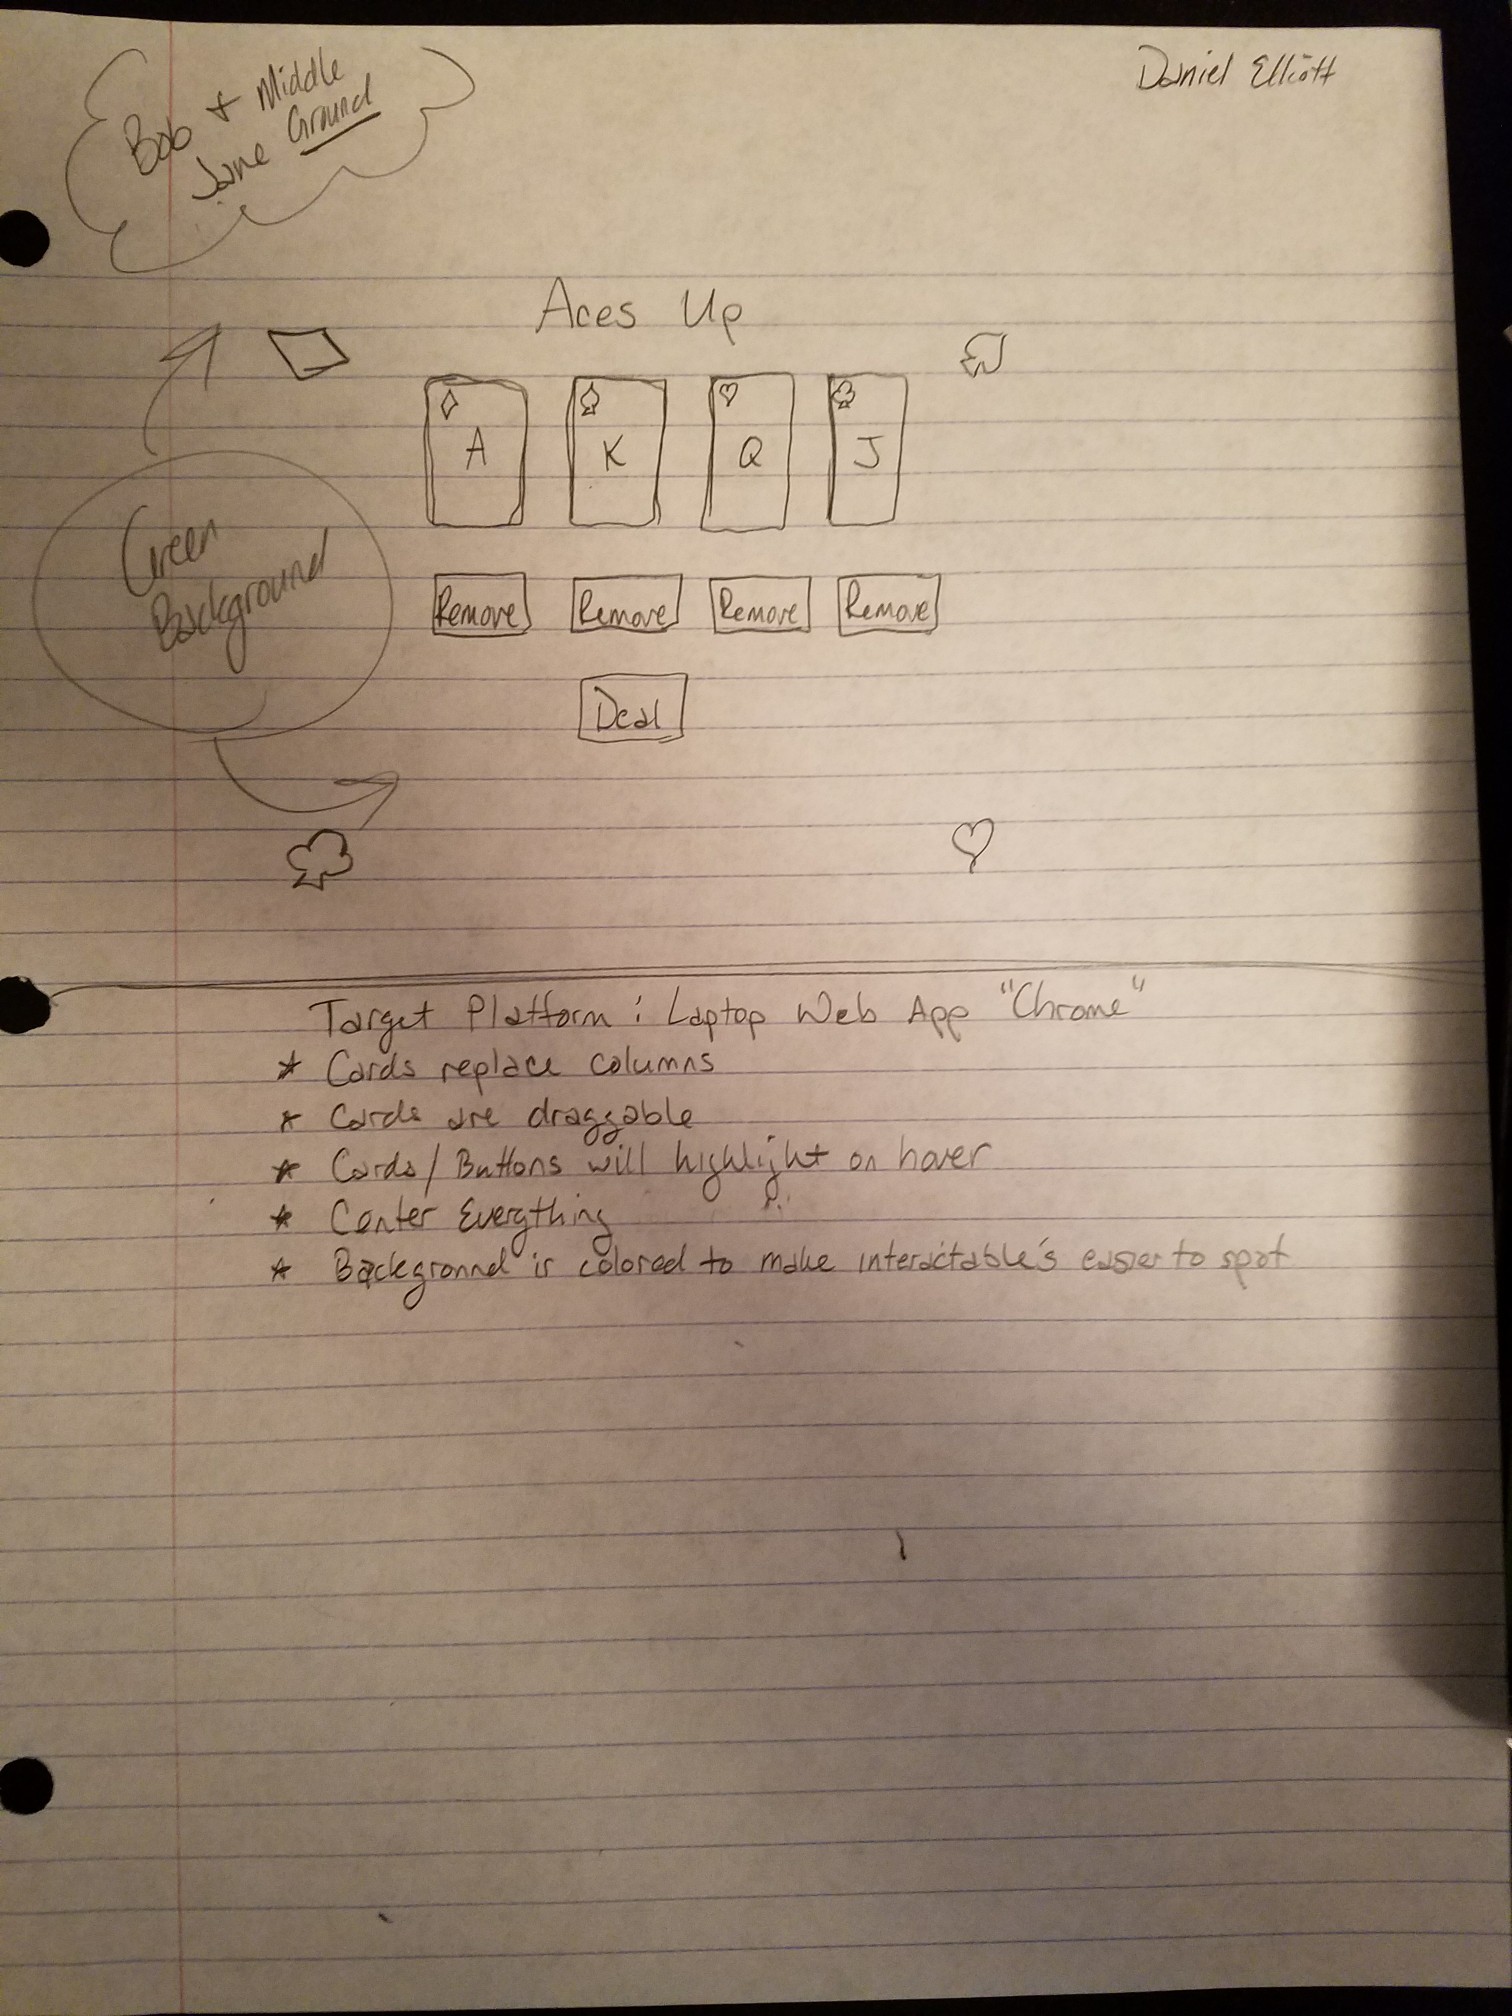 Bob + Middle
Jane Ground
Daniel Elliott
Aces Up
A K Q J
Green
Background
Remove Remove Remove Remove
Deal
Target Platform : Laptop Web App "Chrome"
* Cards replace columns
* Cards are draggable
* Cards/Buttons will highlight on hover
* Center Everything
* Background is colored to make interactable's easier to spot